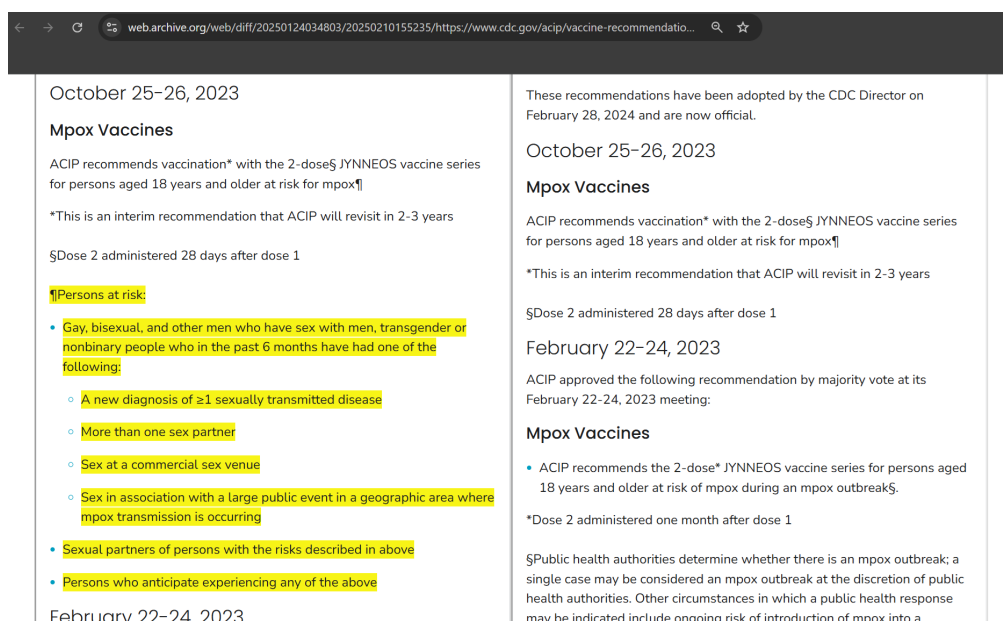 web.archive.org/web/diff/20250124034803/20250210155235/https://www.cdc.gov/acip/vaccine-recommendatio...
October 25-26, 2023
Mpox Vaccines
ACIP recommends vaccination* with the 2-dose§ JYNNEOS vaccine series
for persons aged 18 years and older at risk for mpox¶
*This is an interim recommendation that ACIP will revisit in 2-3 years
§Dose 2 administered 28 days after dose 1
¶Persons at risk:
• Gay, bisexual, and other men who have sex with men, transgender or
nonbinary people who in the past 6 months have had one of the
following:
○ A new diagnosis of ≥1 sexually transmitted disease
○ More than one sex partner
○ Sex at a commercial sex venue
○ Sex in association with a large public event in a geographic area where
mpox transmission is occurring
• Sexual partners of persons with the risks described in above
• Persons who anticipate experiencing any of the above
February 22-24, 2023
These recommendations have been adopted by the CDC Director on
February 28, 2024 and are now official.
October 25-26, 2023
Mpox Vaccines
ACIP recommends vaccination* with the 2-dose§ JYNNEOS vaccine series
for persons aged 18 years and older at risk for mpox¶
*This is an interim recommendation that ACIP will revisit in 2-3 years
§Dose 2 administered 28 days after dose 1
February 22-24, 2023
ACIP approved the following recommendation by majority vote at its
February 22-24, 2023 meeting:
Mpox Vaccines
• ACIP recommends the 2-dose* JYNNEOS vaccine series for persons aged
18 years and older at risk of mpox during an mpox outbreak§.
*Dose 2 administered one month after dose 1
§Public health authorities determine whether there is an mpox outbreak; a
single case may be considered an mpox outbreak at the discretion of public
health authorities. Other circumstances in which a public health response
may be indicated include ongoing risk of introduction of mpox into a